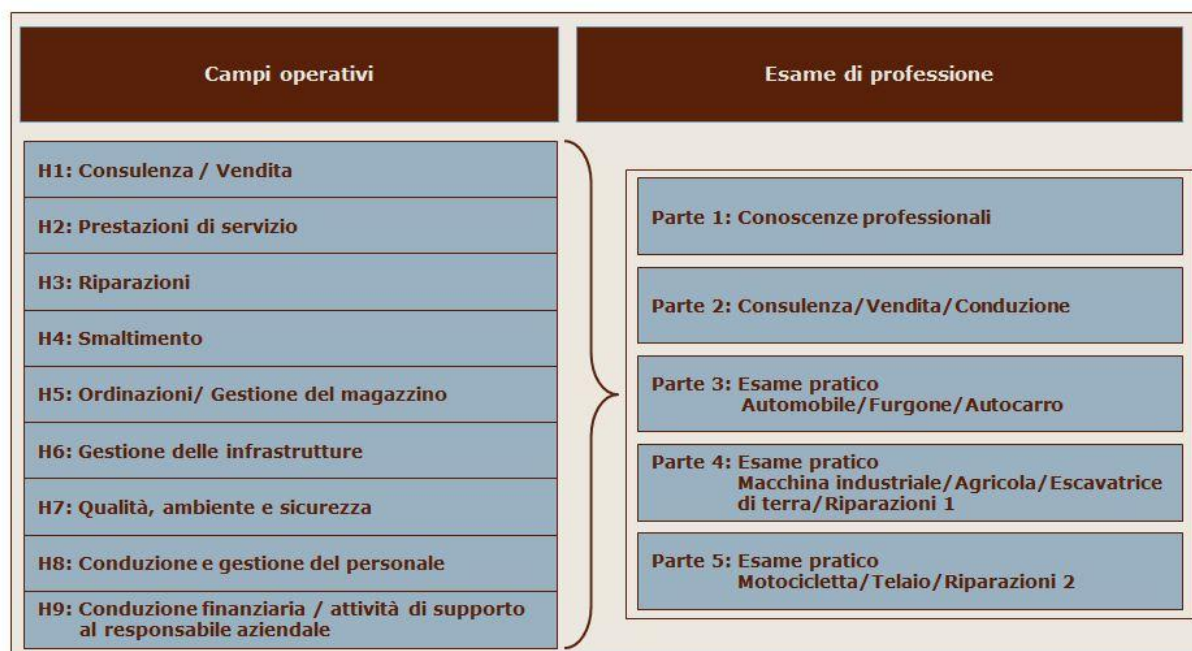 Campi operativi
Esame di professione
H1: Consulenza / Vendita
H2: Prestazioni di servizio
H3: Riparazioni
H4: Smaltimento
H5: Ordinazioni/ Gestione del magazzino
H6: Gestione delle infrastrutture
H7: Qualità, ambiente e sicurezza
H8: Conduzione e gestione del personale
H9: Conduzione finanziaria / attività di supporto
al responsabile aziendale
Parte 1: Conoscenze professionali
Parte 2: Consulenza/Vendita/Conduzione
Parte 3: Esame pratico
Automobile/Furgone/Autocarro
Parte 4: Esame pratico
Macchina industriale/Agricola/Escavatrice
di terra/Riparazioni 1
Parte 5: Esame pratico
Motocicletta/Telaio/Riparazioni 2